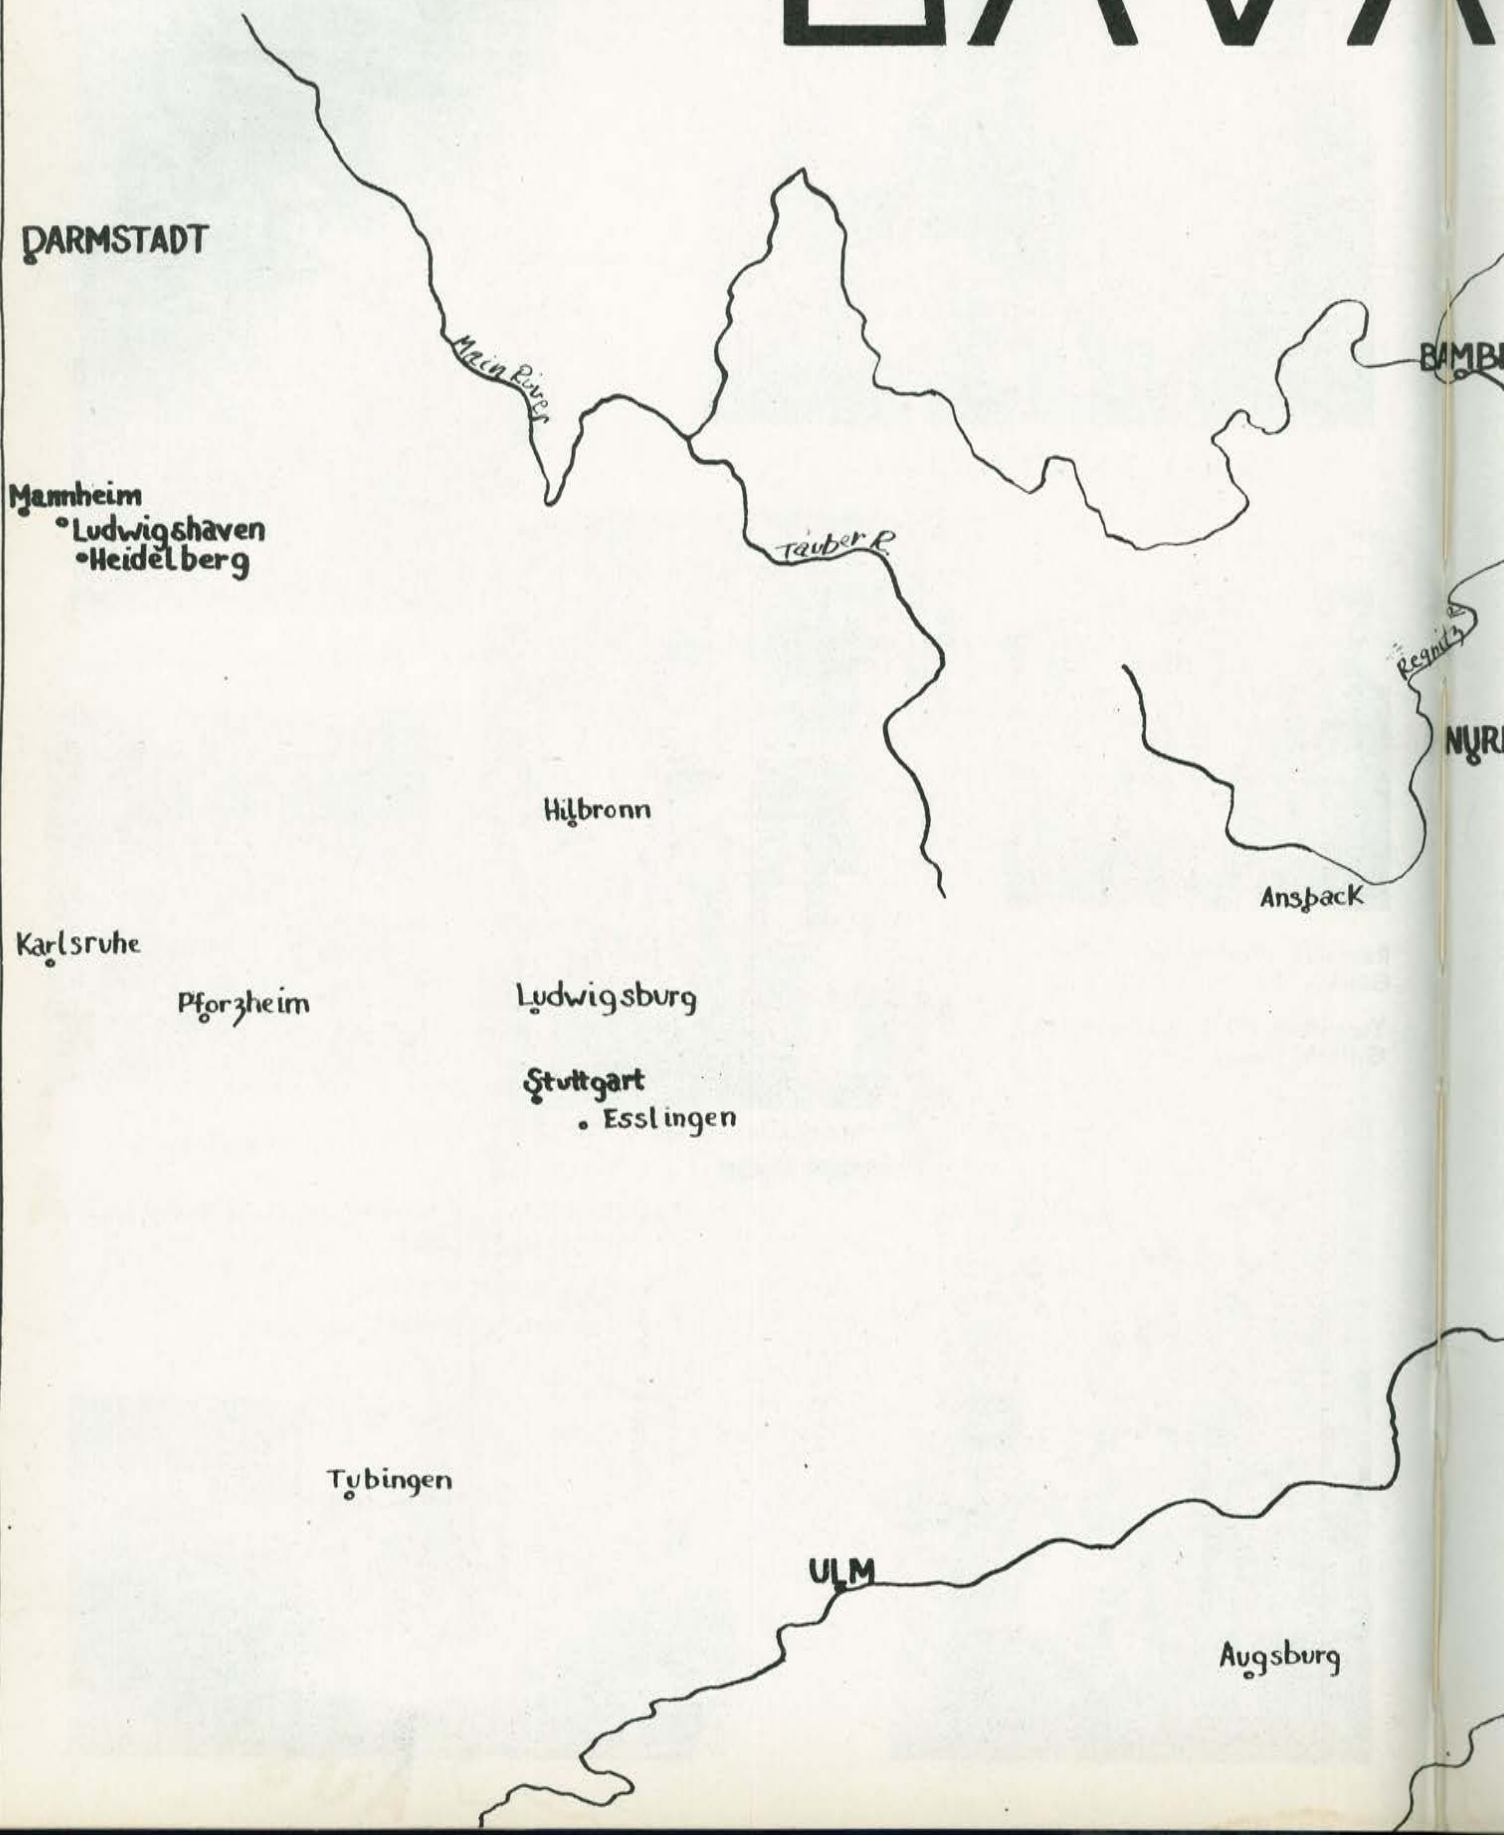 DARMSTADT
Main River
BAMB
Mannheim
Ludwigshaven
Heidelberg
Tauber R.
Regnitz R
NUR
Hilbronn
Ansback
Karlsruhe
Pforzheim
Ludwigsburg
Stuttgart
Esslingen
Tubingen
ULM
Augsburg